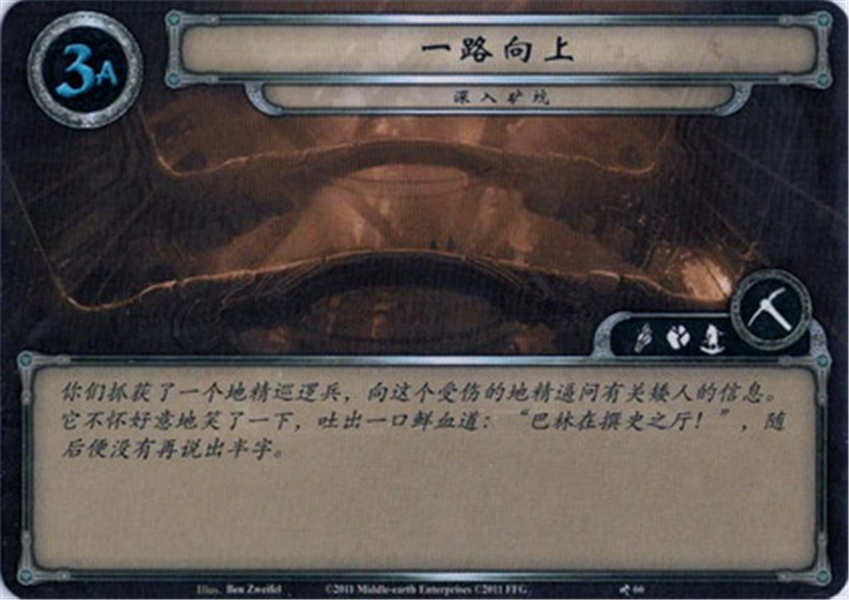 3A
一路向上
深入矿坑
你们抓获了一个地精巡逻兵，向这个受伤的地精逼问有关矮人的信息。
它不怀好意地笑了一下，吐出一口鲜血道：“巴林在撰史之厅！”，随
后便没有再说出半字。
Illus. Ben Zweifel ©2011 Middle-earth Enterprises ©2011 FFG 66